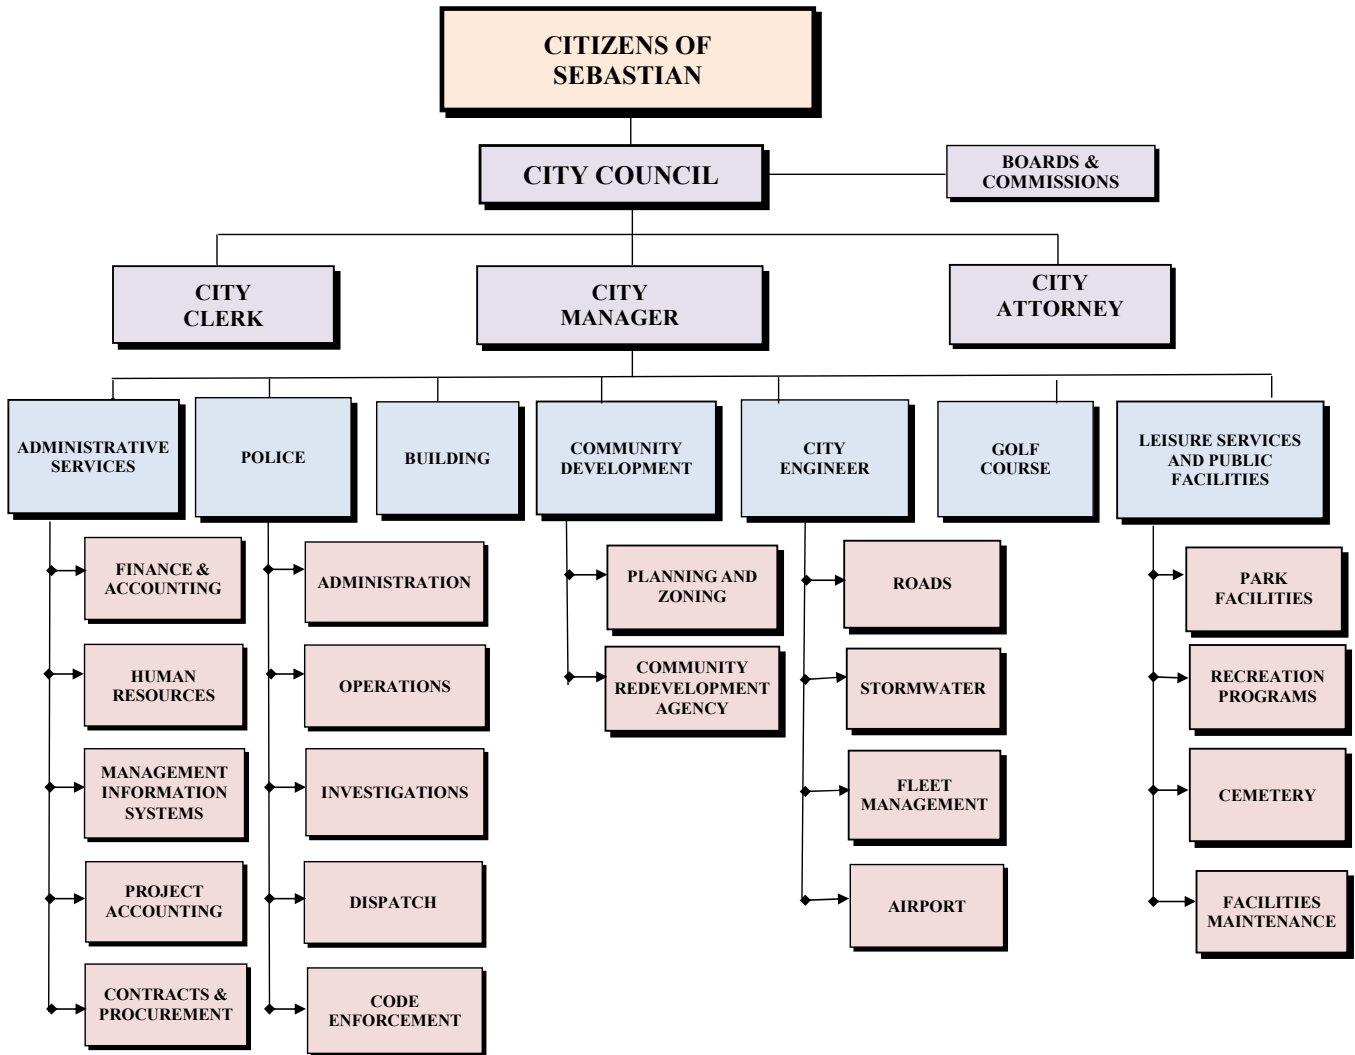 CITIZENS OF
SEBASTIAN
CITY COUNCIL
BOARDS &
COMMISSIONS
CITY
CLERK
CITY
MANAGER
CITY
ATTORNEY
ADMINISTRATIVE
SERVICES
POLICE
BUILDING
COMMUNITY
DEVELOPMENT
CITY
ENGINEER
GOLF
COURSE
LEISURE SERVICES
AND PUBLIC
FACILITIES
FINANCE &
ACCOUNTING
HUMAN
RESOURCES
MANAGEMENT
INFORMATION
SYSTEMS
PROJECT
ACCOUNTING
CONTRACTS &
PROCUREMENT
ADMINISTRATION
OPERATIONS
INVESTIGATIONS
DISPATCH
CODE
ENFORCEMENT
PLANNING AND
ZONING
COMMUNITY
REDEVELOPMENT
AGENCY
ROADS
STORMWATER
FLEET
MANAGEMENT
AIRPORT
PARK
FACILITIES
RECREATION
PROGRAMS
CEMETERY
FACILITIES
MAINTENANCE